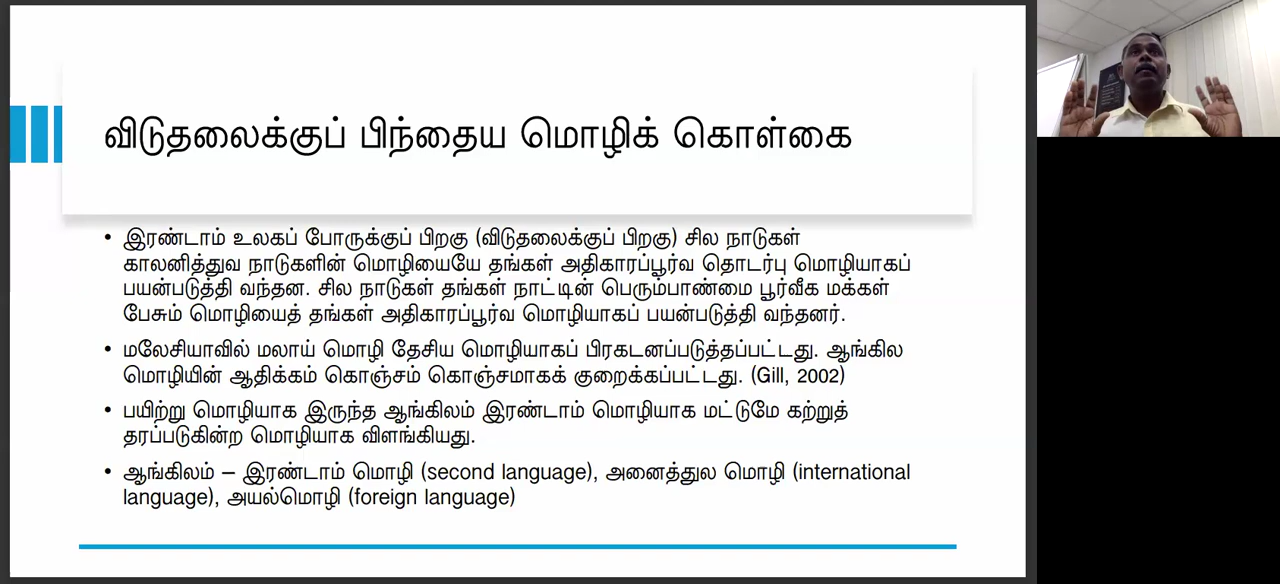 விடுதலைக்குப் பிந்தைய மொழிக் கொள்கை
• இரண்டாம் உலகப் போருக்குப் பிறகு (விடுதலைக்குப் பிறகு) சில நாடுகள்
காலனித்துவ நாடுகளின் மொழியையே தங்கள் அதிகாரப்பூர்வ தொடர்பு மொழியாகப்
பயன்படுத்தி வந்தன. சில நாடுகள் தங்கள் நாட்டின் பெரும்பான்மை பூர்வீக மக்கள்
பேசும் மொழியைத் தங்கள் அதிகாரப்பூர்வ மொழியாகப் பயன்படுத்தி வந்தனர்.
• மலேசியாவில் மலாய் மொழி தேசிய மொழியாகப் பிரகடனப்படுத்தப்பட்டது. ஆங்கில
மொழியின் ஆதிக்கம் கொஞ்சம் கொஞ்சமாகக் குறைக்கப்பட்டது. (Gill, 2002)
• பயிற்று மொழியாக இருந்த ஆங்கிலம் இரண்டாம் மொழியாக மட்டுமே கற்றுத்
தரப்படுகின்ற மொழியாக விளங்கியது.
• ஆங்கிலம் – இரண்டாம் மொழி (second language), அனைத்துல மொழி (international
language), அயல்மொழி (foreign language)